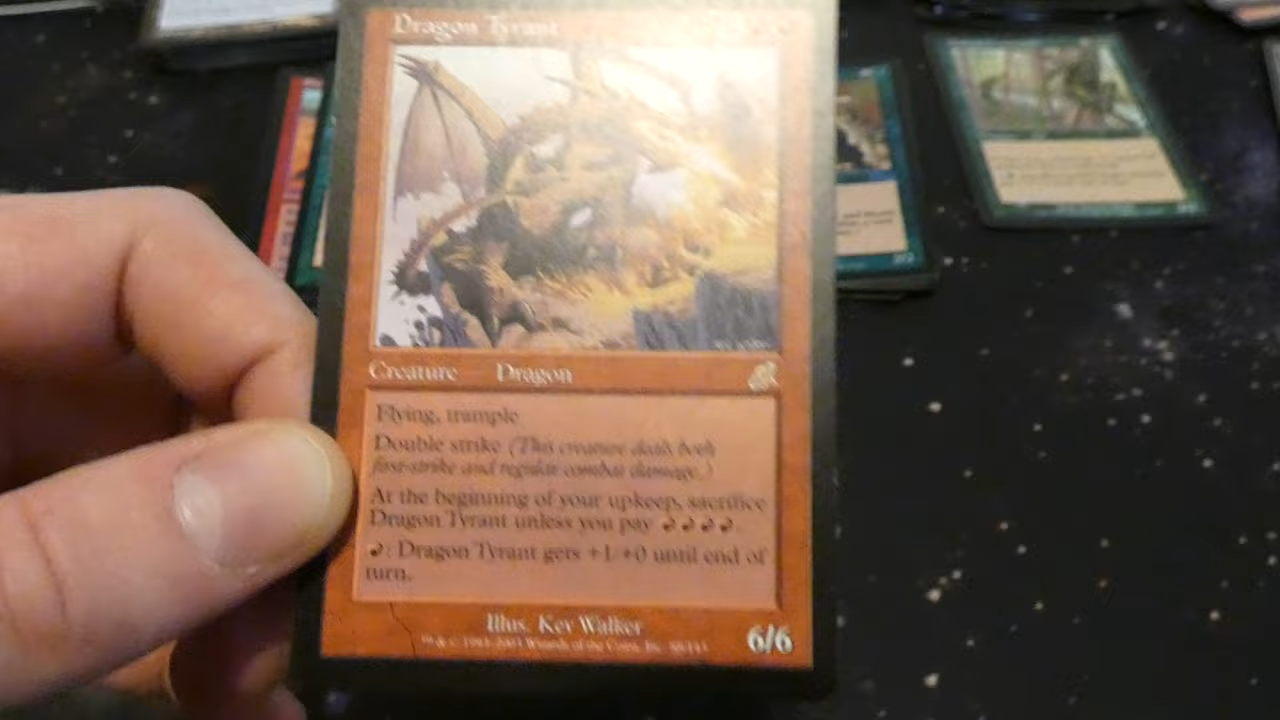 Dragon Tyrant
Creature Dragon
Flying, trample
Double strike (This creature deals both
first-strike and regular combat damage.)
At the beginning of your upkeep, sacrifice
Dragon Tyrant unless you pay
: Dragon Tyrant gets +1/+0 until end of
turn.
Illus. Kev Walker
™ & © 1993-2003 Wizards of the Coast, Inc.
6/6